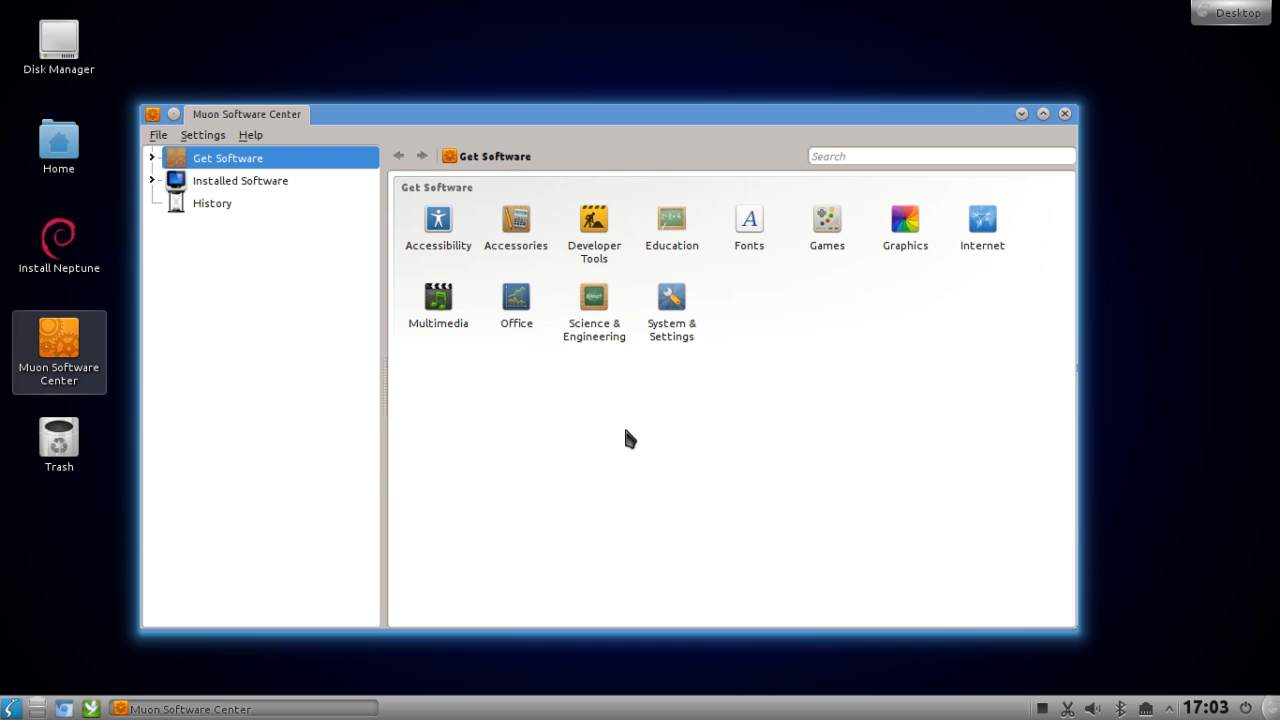 Desktop
Disk Manager
Home
Install Neptune
Muon Software
Center
Trash
Muon Software Center
File Settings Help
Get Software
Installed Software
History
Get Software
Search
Get Software
Accessibility Accessories Developer Tools Education Fonts Games Graphics Internet
Multimedia Office Science & Engineering System & Settings
Muon Software Center
17:03